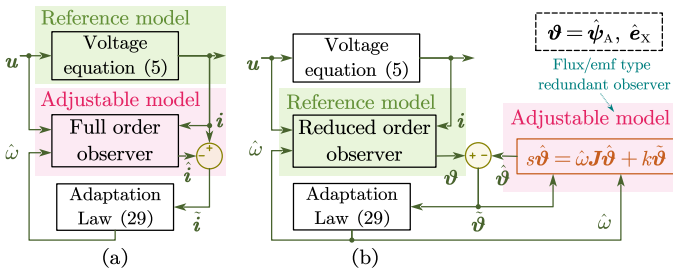 Reference model
Voltage
equation (5)
u
i
Adjustable model
Full order
observer
ω̂
î
+
−
Adaptation
Law (29)
ĩ
(a)
Voltage
equation (5)
u
i
Reference model
Reduced order
observer
ω̂
ϑ
+ −
ϑ̂
Adaptation
Law (29)
ϑ̃
(b)
ϑ = ψ̂_A, ê_X
Flux/emf type
redundant observer
Adjustable model
sϑ̂ = ω̂Jϑ̂ + kϑ̃
ω̂